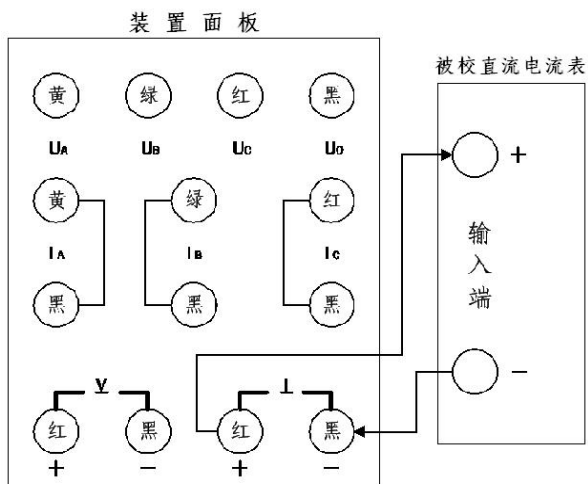 装置面板
被校直流电流表
黄 绿 红 黑
UA UB UC UO
黄 绿 红
IA IB IC
黑 黑 黑
V I
红 黑 红 黑
+ - + -
+
输入端
-